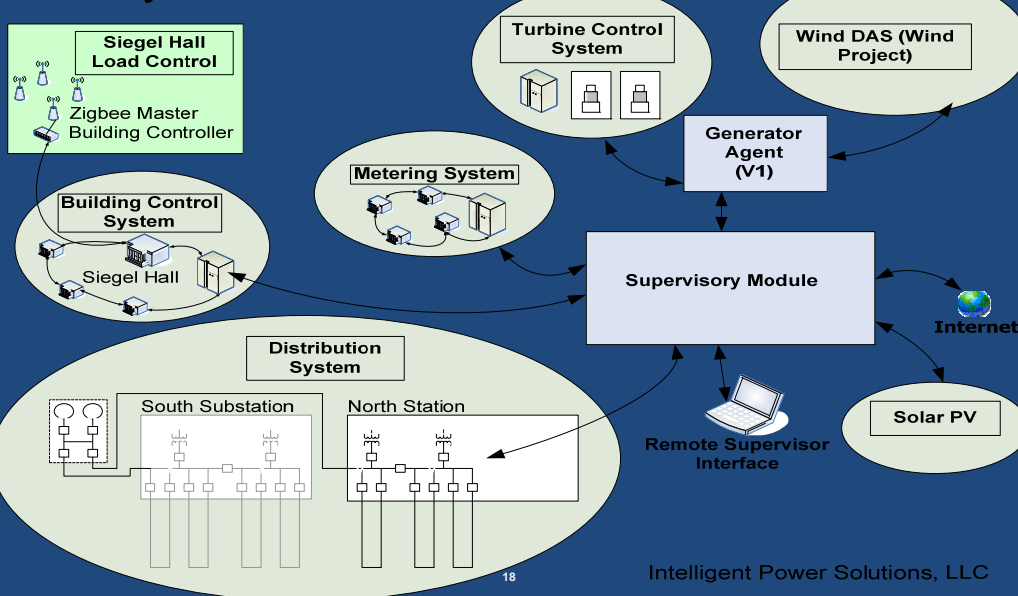 Siegel Hall
Load Control
Zigbee Master
Building Controller
Turbine Control
System
Wind DAS (Wind
Project)
Generator
Agent
(V1)
Metering System
Building Control
System
Siegel Hall
Supervisory Module
Internet
Distribution
System
South Substation
North Station
Solar PV
Remote Supervisor
Interface
18
Intelligent Power Solutions, LLC